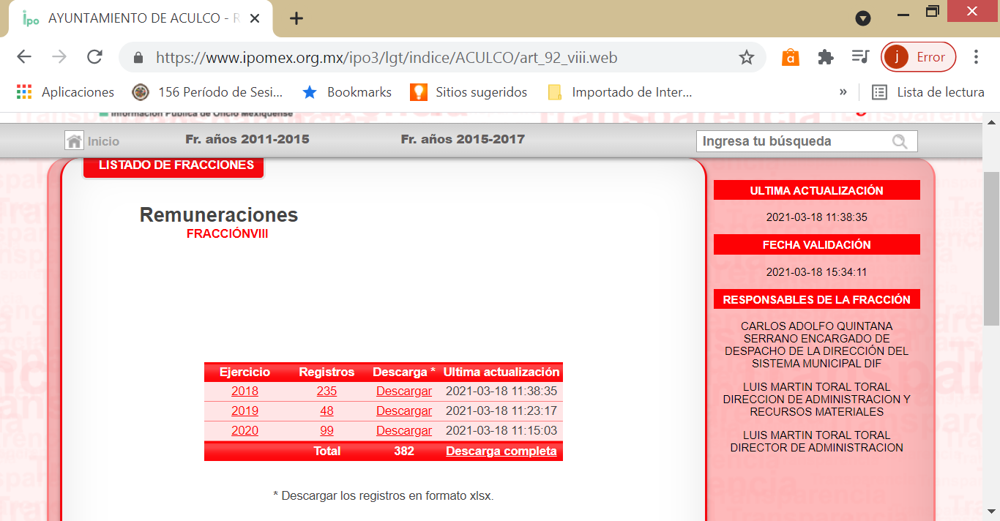 ipo AYUNTAMIENTO DE ACULCO - R
https://www.ipomex.org.mx/ipo3/lgt/indice/ACULCO/art_92_viii.web
a
j Error
Aplicaciones 156 Período de Sesi... Bookmarks Sitios sugeridos Importado de Inter... » Lista de lectura
Información Pública de Oficio Mexiquense
Transparencia
Inicio Fr. años 2011-2015 Fr. años 2015-2017 Ingresa tu búsqueda
LISTADO DE FRACCIONES
Remuneraciones
FRACCIÓNVIII
Ejercicio Registros Descarga * Ultima actualización
2018 235 Descargar 2021-03-18 11:38:35
2019 48 Descargar 2021-03-18 11:23:17
2020 99 Descargar 2021-03-18 11:15:03
Total 382 Descarga completa
* Descargar los registros en formato xlsx.
ULTIMA ACTUALIZACIÓN
2021-03-18 11:38:35
FECHA VALIDACIÓN
2021-03-18 15:34:11
RESPONSABLES DE LA FRACCIÓN
CARLOS ADOLFO QUINTANA
SERRANO ENCARGADO DE
DESPACHO DE LA DIRECCIÓN DEL
SISTEMA MUNICIPAL DIF
LUIS MARTIN TORAL TORAL
DIRECCION DE ADMINISTRACION Y
RECURSOS MATERIALES
LUIS MARTIN TORAL TORAL
DIRECTOR DE ADMINISTRACION